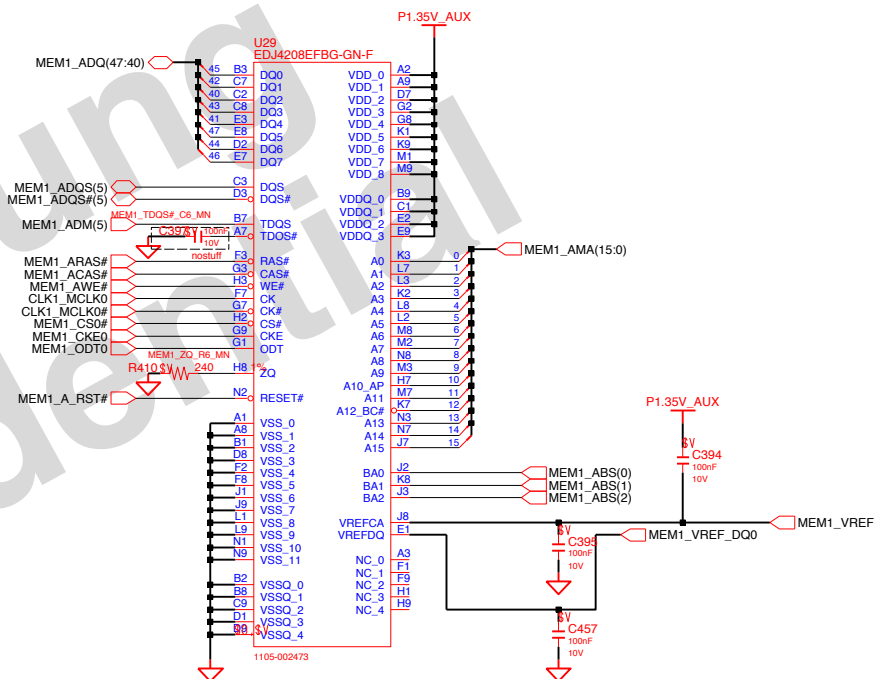 P1.35V_AUX
U29
EDJ4208EFBG-GN-F
MEM1_ADQ(47:40)
45 B3 DQ0 VDD_0 A2
42 C7 DQ1 VDD_1 A9
40 C2 DQ2 VDD_2 D7
43 C8 DQ3 VDD_3 G2
41 E3 DQ4 VDD_4 G8
47 E8 DQ5 VDD_5 K1
44 D2 DQ6 VDD_6 K9
46 E7 DQ7 VDD_7 M1
VDD_8 M9
MEM1_ADQS(5) C3 DQS
MEM1_ADQS#(5) D3 DQS# VDDQ_0 B9
VDDQ_1 C1
MEM1_TDQS#_C6_MN
MEM1_ADM(5) B7 TDQS VDDQ_2 E2
C397 $V 100nF A7 TDOS# VDDQ_3 E9
10V
nostuff
MEM1_AMA(15:0)
MEM1_ARAS# F3 RAS# A0 K3 0
MEM1_ACAS# G3 CAS# A1 L7 1
MEM1_AWE# H3 WE# A2 L3 2
CLK1_MCLK0 F7 CK A3 K2 3
CLK1_MCLK0# G7 CK# A4 L8 4
MEM1_CS0# H2 CS# A5 L2 5
MEM1_CKE0 G9 CKE A6 M8 6
MEM1_ODT0 G1 ODT A7 M2 7
MEM1_ZQ_R6_MN
A8 N8 8
R410 $V 240 1% H8 ZQ A9 M3 9
A10_AP H7 10
MEM1_A_RST# N2 RESET# A11 M7 11
A12_BC# K7 12
P1.35V_AUX
A1 VSS_0 A13 N3 13
A8 VSS_1 A14 N7 14
B1 VSS_2 A15 J7 15
D8 VSS_3
$V
C394
100nF
10V
F2 VSS_4 BA0 J2 MEM1_ABS(0)
F8 VSS_5 BA1 K8 MEM1_ABS(1)
J1 VSS_6 BA2 J3 MEM1_ABS(2)
J9 VSS_7
L1 VSS_8 VREFCA J8 MEM1_VREF
L9 VSS_9 VREFDQ E1 MEM1_VREF_DQ0
N1 VSS_10
N9 VSS_11 NC_0 A3
$V
C395
100nF
10V
NC_1 F1
B2 VSSQ_0 NC_2 F9
B8 VSSQ_1 NC_3 H1
C9 VSSQ_2 NC_4 H9
D1 VSSQ_3
VSSQ_4
$V
C457
100nF
10V
1105-002473